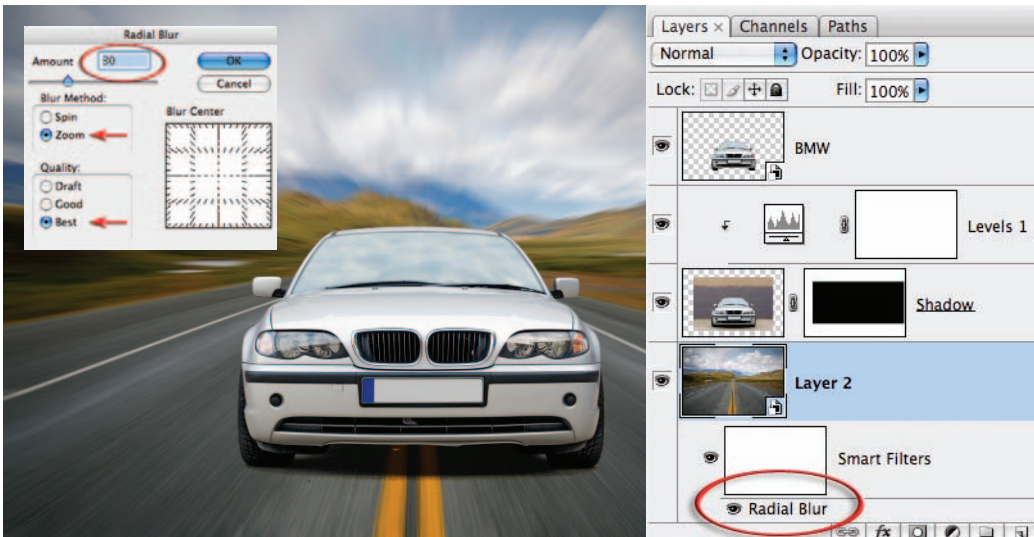 Radial Blur
Amount 30
OK
Cancel
Blur Method:
Spin
Zoom
Blur Center
Quality:
Draft
Good
Best
Layers × Channels Paths
Normal Opacity: 100%
Lock: Fill: 100%
BMW
Levels 1
Shadow
Layer 2
Smart Filters
Radial Blur
fx